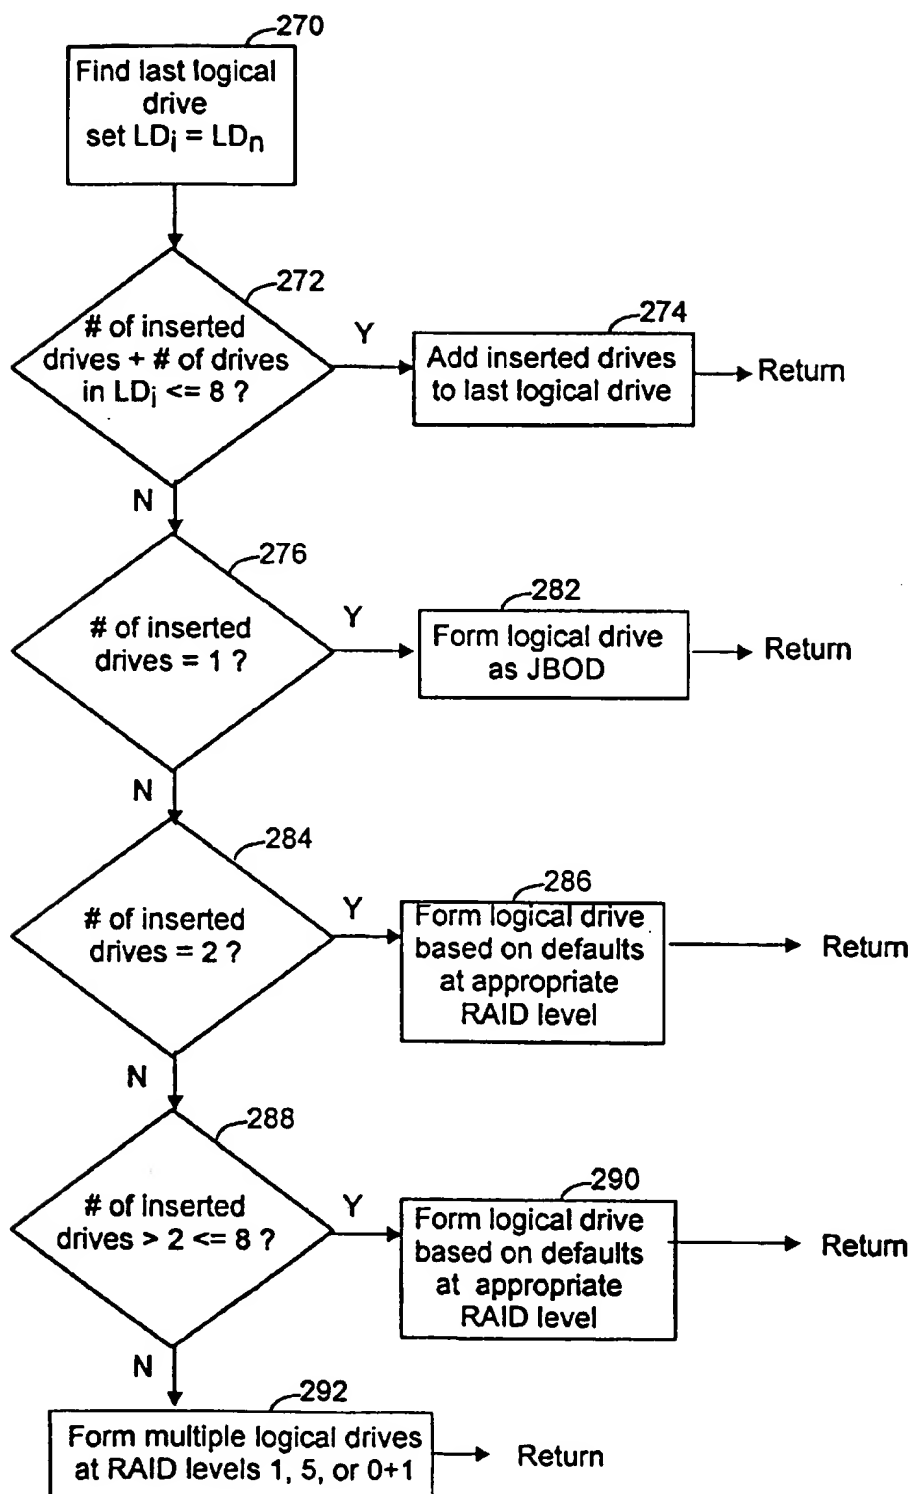 270
Find last logical
drive
set LDi = LDn
272
# of inserted
drives + # of drives
in LDi <= 8 ?
Y
274
Add inserted drives
to last logical drive
Return
N
276
# of inserted
drives = 1 ?
Y
282
Form logical drive
as JBOD
Return
N
284
# of inserted
drives = 2 ?
Y
286
Form logical drive
based on defaults
at appropriate
RAID level
Return
N
288
# of inserted
drives > 2 <= 8 ?
Y
290
Form logical drive
based on defaults
at appropriate
RAID level
Return
N
292
Form multiple logical drives
at RAID levels 1, 5, or 0+1
Return